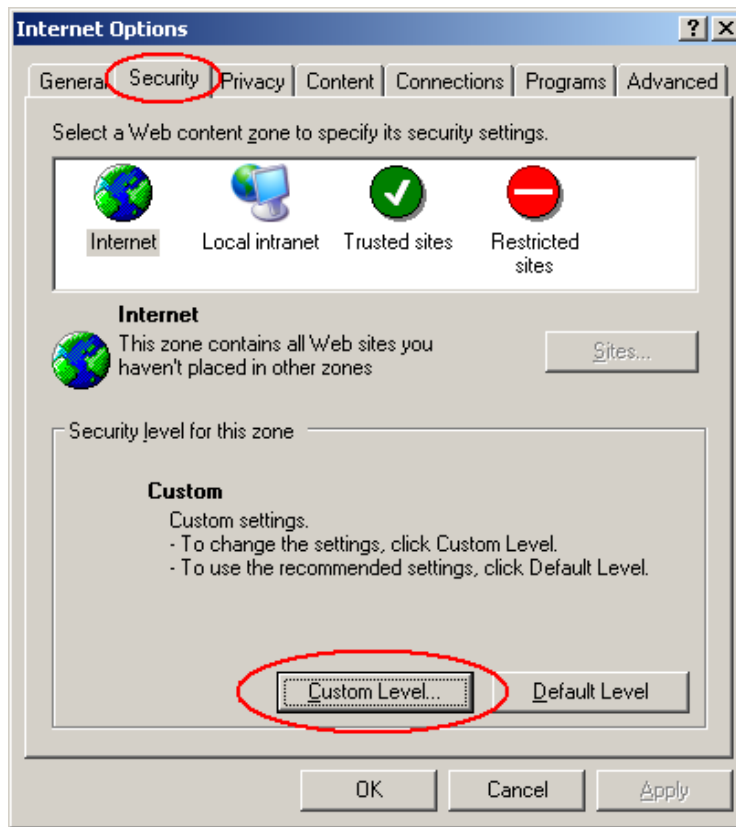 Internet Options
General Security Privacy Content Connections Programs Advanced
Select a Web content zone to specify its security settings.
Internet Local intranet Trusted sites Restricted
sites
Internet
This zone contains all Web sites you
haven't placed in other zones
Sites...
Security level for this zone
Custom
Custom settings.
- To change the settings, click Custom Level.
- To use the recommended settings, click Default Level.
Custom Level... Default Level
OK Cancel Apply